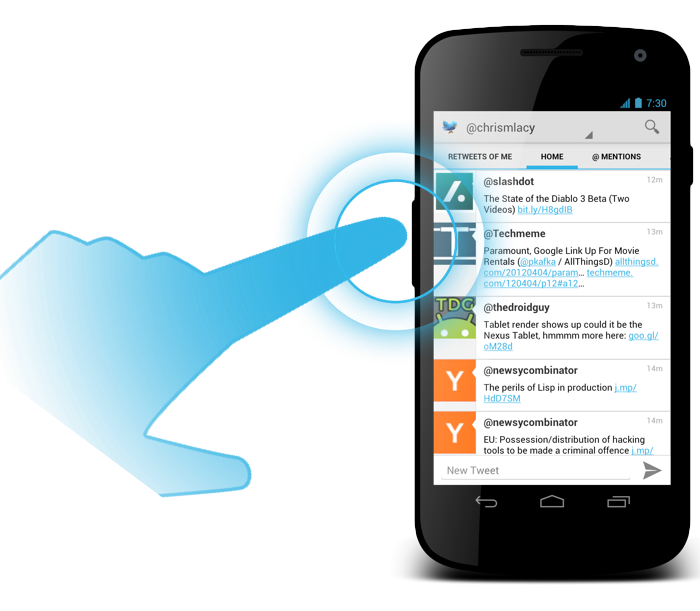 7:30
@chrismlacy
RETWEETS OF ME HOME @ MENTIONS
@slashdot 12m
The State of the Diablo 3 Beta (Two
Videos) bit.ly/H8gdIB
@Techmeme 13m
Paramount, Google Link Up For Movie
Rentals (@pkafka / AllThingsD) allthingsd.
com/20120404/param… techmeme.
com/120404/p12#a12…
TDG
@thedroidguy 13m
Tablet render shows up could it be the
Nexus Tablet, hmmmm more here: goo.gl/
oM28d
Y
@newsycombinator 14m
The perils of Lisp in production j.mp/
HdD7SM
Y
@newsycombinator 14m
EU: Possession/distribution of hacking
tools to be made a criminal offence j.mp/
New Tweet